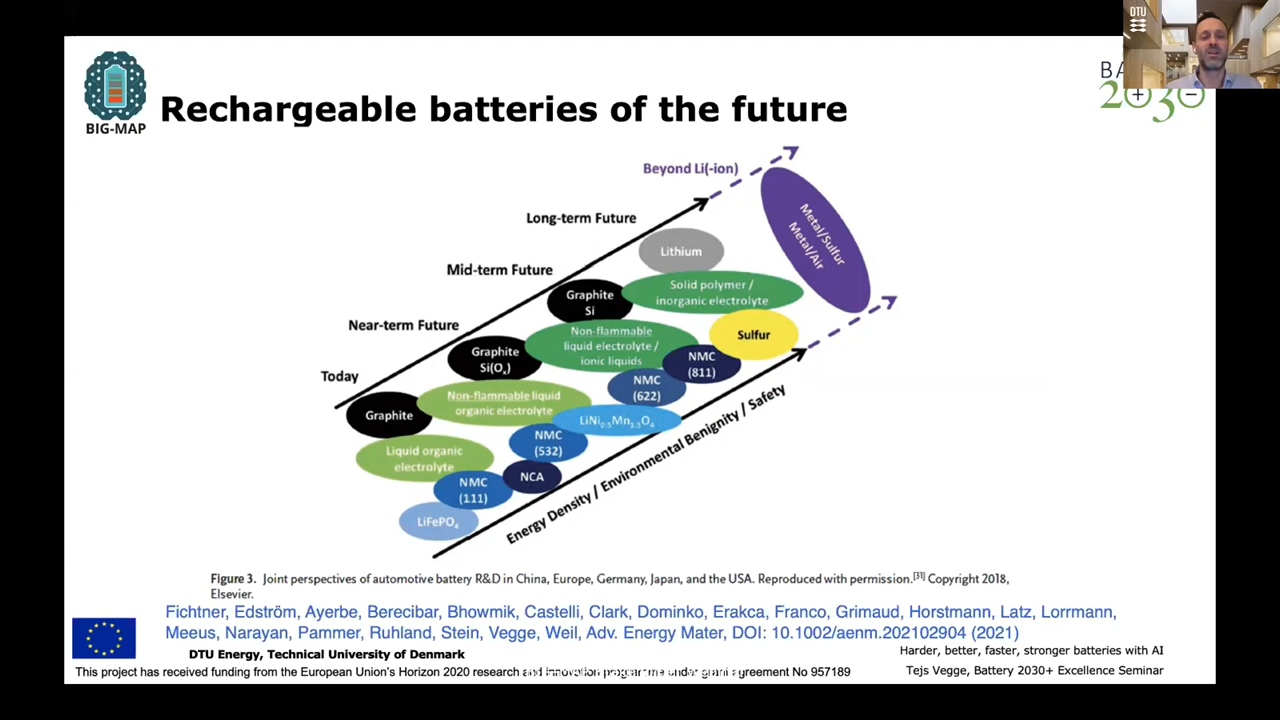 DTU
BIG-MAP
Rechargeable batteries of the future
BA
2030
Beyond Li(-ion)
Long-term Future
Mid-term Future
Near-term Future
Today
Metal/Sulfur
Metal/Air
Lithium
Solid polymer /
inorganic electrolyte
Graphite
Si
Sulfur
Non-flammable
liquid electrolyte /
ionic liquids
NMC
(811)
Graphite
Si(Oₓ)
NMC
(622)
Non-flammable liquid
organic electrolyte
LiNi₀.₅Mn₁.₅O₄
Graphite
NMC
(532)
Liquid organic
electrolyte
NCA
NMC
(111)
LiFePO₄
Energy Density / Environmental Benignity / Safety
Figure 3. Joint perspectives of automotive battery R&D in China, Europe, Germany, Japan, and the USA. Reproduced with permission.[31] Copyright 2018,
Elsevier.
Fichtner, Edström, Ayerbe, Berecibar, Bhowmik, Castelli, Clark, Dominko, Erakca, Franco, Grimaud, Horstmann, Latz, Lorrmann,
Meeus, Narayan, Pammer, Ruhland, Stein, Vegge, Weil, Adv. Energy Mater, DOI: 10.1002/aenm.202102904 (2021)
DTU Energy, Technical University of Denmark
Harder, better, faster, stronger batteries with AI
This project has received funding from the European Union's Horizon 2020 research and innovation programme under grant agreement No 957189
Tejs Vegge, Battery 2030+ Excellence Seminar